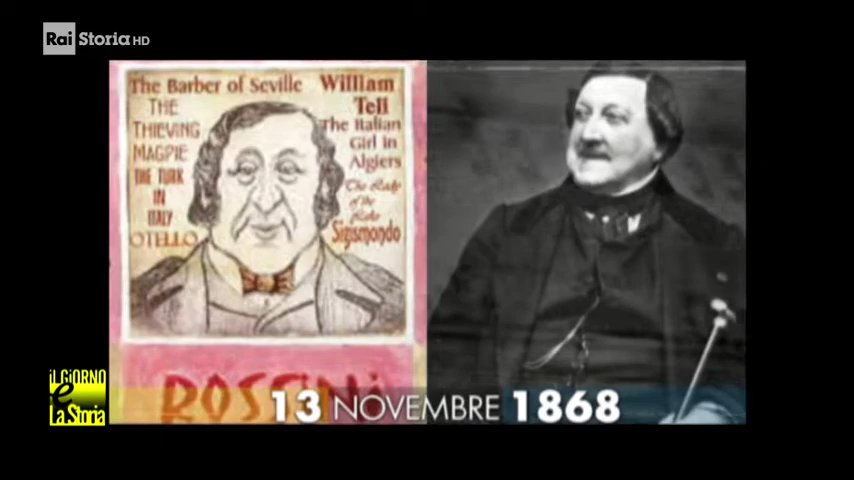 Rai Storia HD
The Barber of Seville
THE
THIEVING
MAGPIE
THE TURK
IN
ITALY
OTELLO
William
Tell
The Italian
Girl in
Algiers
The Lady
of the
Lake
Sigismondo
ROSSINI
13 NOVEMBRE 1868
iL GiORNO
e
La Storia